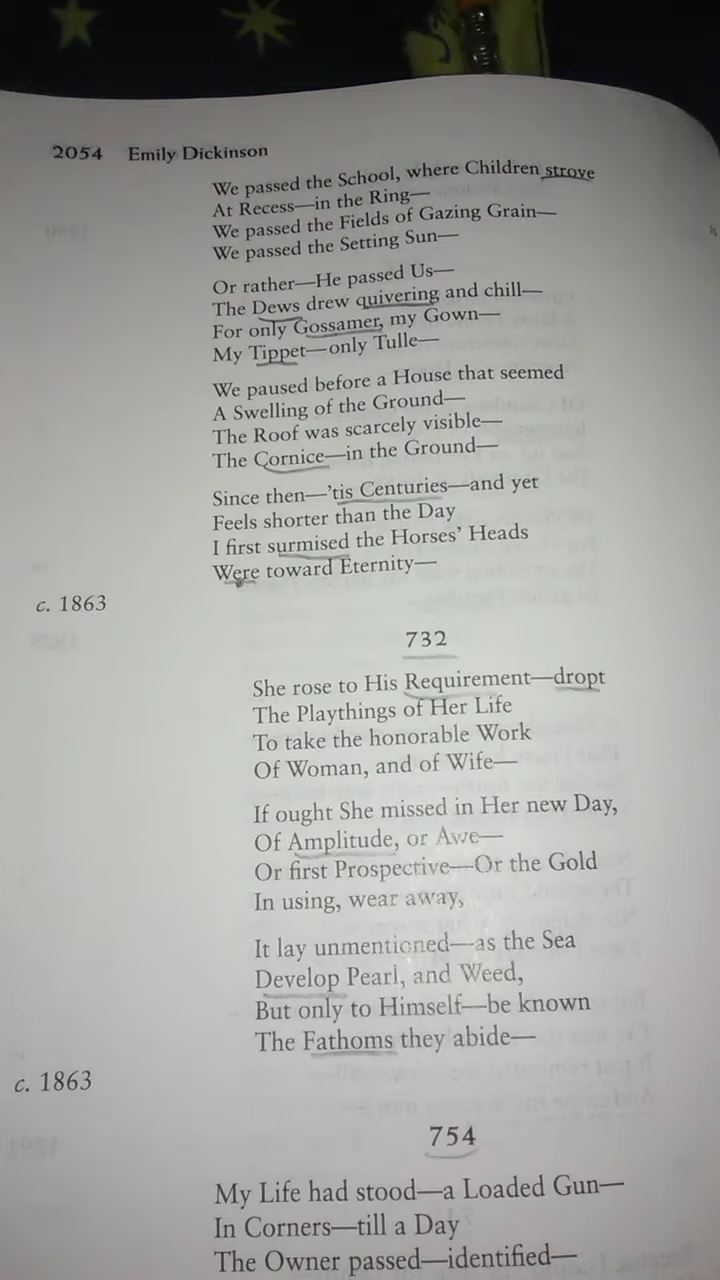 2054 Emily Dickinson
We passed the School, where Children strove
At Recess—in the Ring—
We passed the Fields of Gazing Grain—
We passed the Setting Sun—
Or rather—He passed Us—
The Dews drew quivering and chill—
For only Gossamer, my Gown—
My Tippet—only Tulle—
We paused before a House that seemed
A Swelling of the Ground—
The Roof was scarcely visible—
The Cornice—in the Ground—
Since then—'tis Centuries—and yet
Feels shorter than the Day
I first surmised the Horses' Heads
Were toward Eternity—
c. 1863
732
She rose to His Requirement—dropt
The Playthings of Her Life
To take the honorable Work
Of Woman, and of Wife—
If ought She missed in Her new Day,
Of Amplitude, or Awe—
Or first Prospective—Or the Gold
In using, wear away,
It lay unmentioned—as the Sea
Develop Pearl, and Weed,
But only to Himself—be known
The Fathoms they abide—
c. 1863
754
My Life had stood—a Loaded Gun—
In Corners—till a Day
The Owner passed—identified—